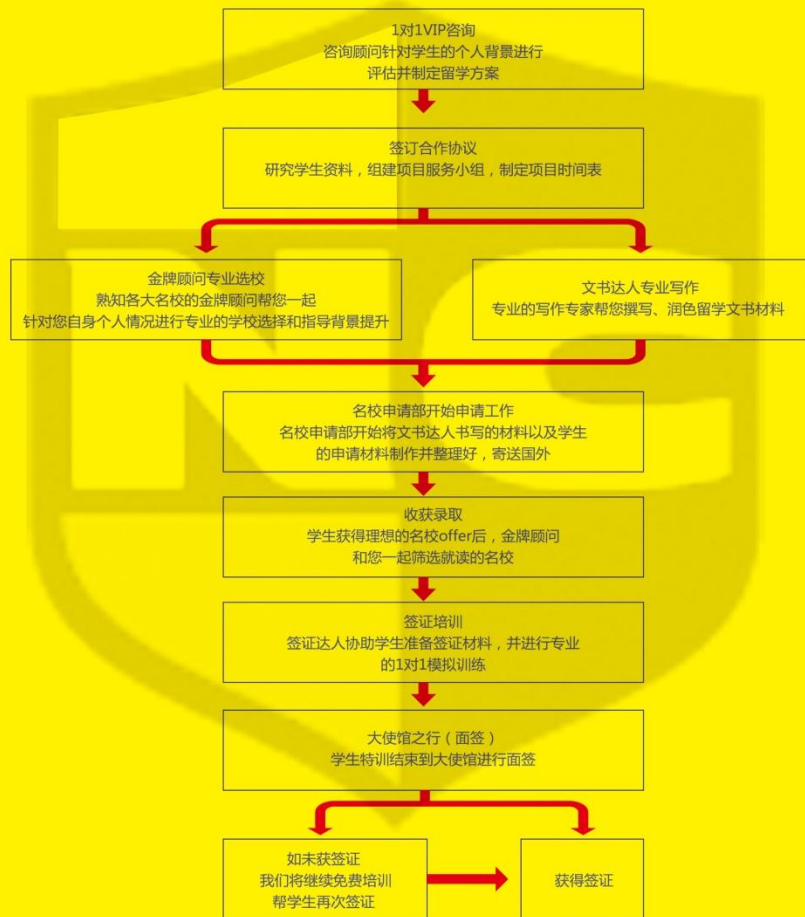 1对1VIP咨询
咨询顾问针对学生的个人背景进行
评估并制定留学方案
签订合作协议
研究学生资料，组建项目服务小组，制定项目时间表
金牌顾问专业选校
熟知各大名校的金牌顾问帮您一起
针对您自身个人情况进行专业的学校选择和指导背景提升
文书达人专业写作
专业的写作专家帮您撰写、润色留学文书材料
名校申请部开始申请工作
名校申请部开始将文书达人书写的材料以及学生
的申请材料制作并整理好，寄送国外
收获录取
学生获得理想的名校offer后，金牌顾问
和您一起筛选就读的名校
签证培训
签证达人协助学生准备签证材料，并进行专业
的1对1模拟训练
大使馆之行（面签）
学生特训结束到大使馆进行面签
如未获签证
我们将继续免费培训
帮学生再次签证
获得签证
NC